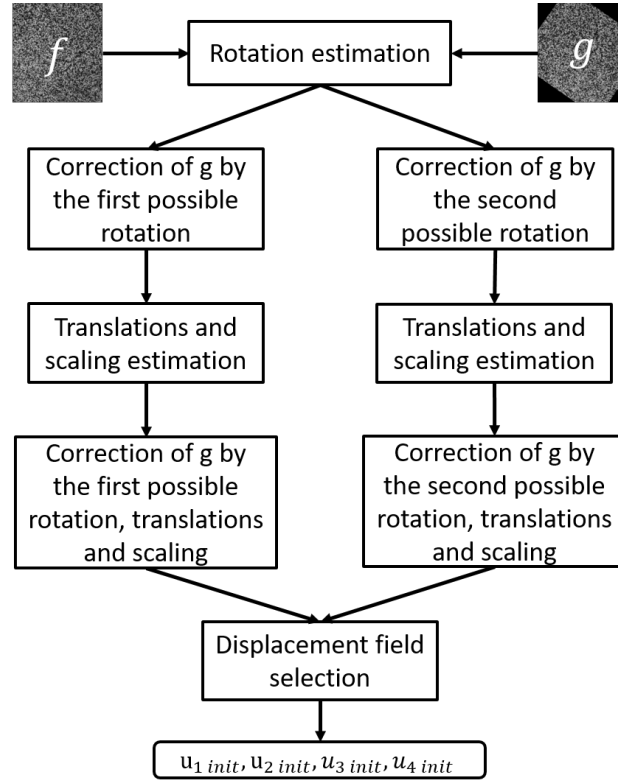 f
Rotation estimation
g
Correction of g by
the first possible
rotation
Correction of g by
the second
possible rotation
Translations and
scaling estimation
Translations and
scaling estimation
Correction of g by
the first possible
rotation, translations
and scaling
Correction of g by
the second possible
rotation, translations
and scaling
Displacement field
selection
u₁ init, u₂ init, u₃ init, u₄ init